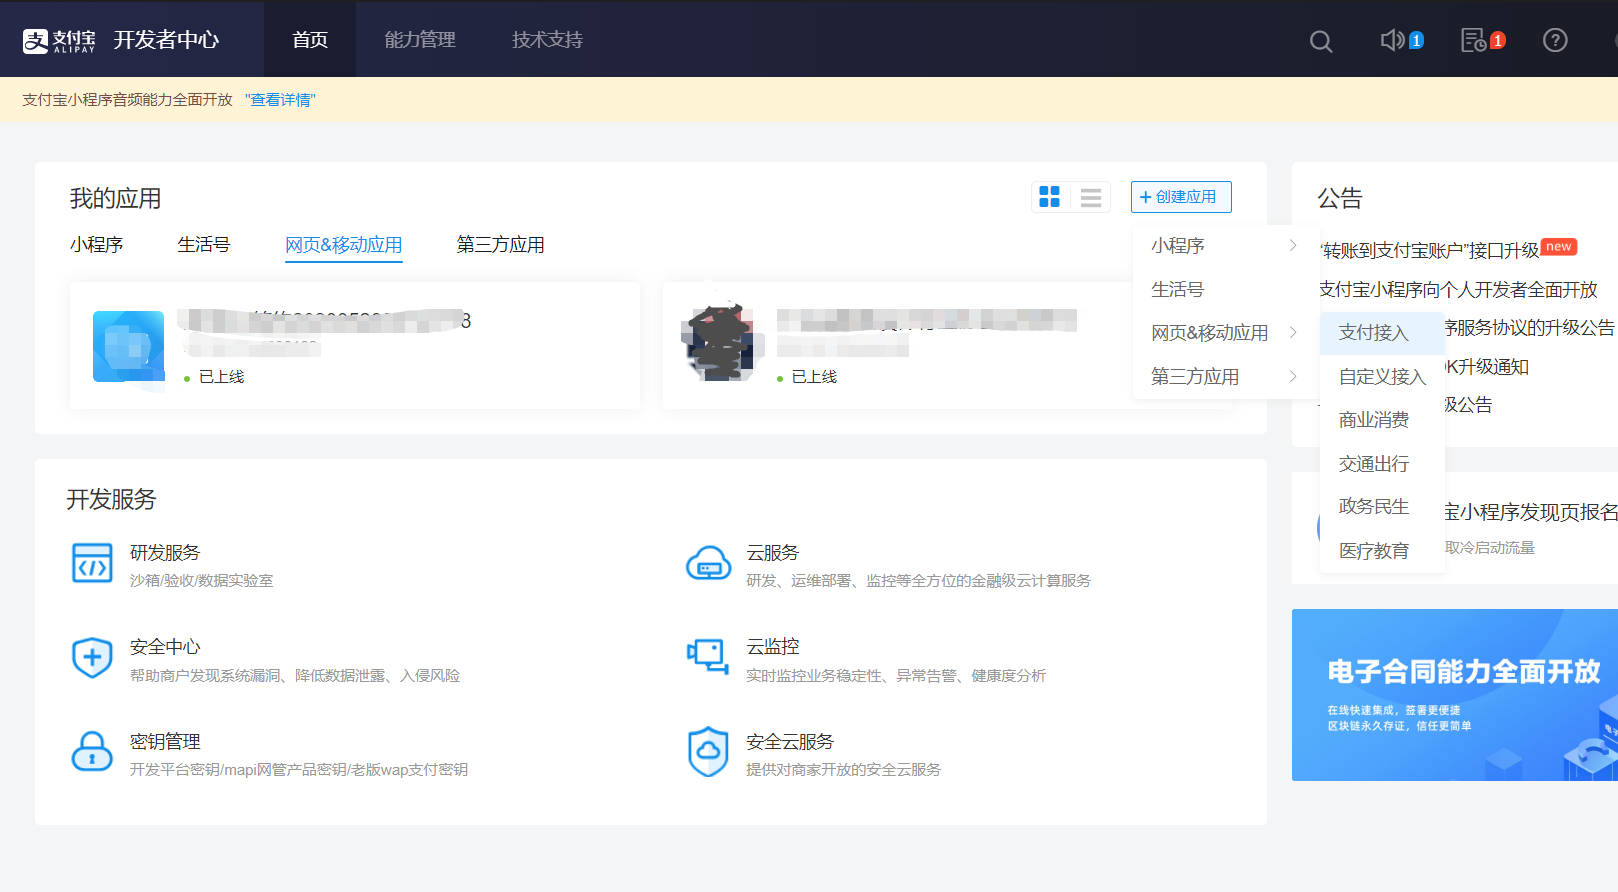 支付宝
ALIPAY
开发者中心
首页
能力管理
技术支持
1
1
支付宝小程序音频能力全面开放 "查看详情"
我的应用
+ 创建应用
小程序
生活号
网页&移动应用
第三方应用
8
已上线
已上线
小程序
生活号
网页&移动应用
第三方应用
支付接入
自定义接入
商业消费
交通出行
政务民生
医疗教育
公告
“转账到支付宝账户”接口升级 new
支付宝小程序向个人开发者全面开放
序服务协议的升级公告
K升级通知
级公告
宝小程序发现页报名
取冷启动流量
开发服务
研发服务
沙箱/验收/数据实验室
云服务
研发、运维部署、监控等全方位的金融级云计算服务
安全中心
帮助商户发现系统漏洞、降低数据泄露、入侵风险
云监控
实时监控业务稳定性、异常告警、健康度分析
密钥管理
开发平台密钥/mapi网管产品密钥/老版wap支付密钥
安全云服务
提供对商家开放的安全云服务
电子合同能力全面开放
在线快速集成，签署更便捷
区块链永久存证，信任更简单